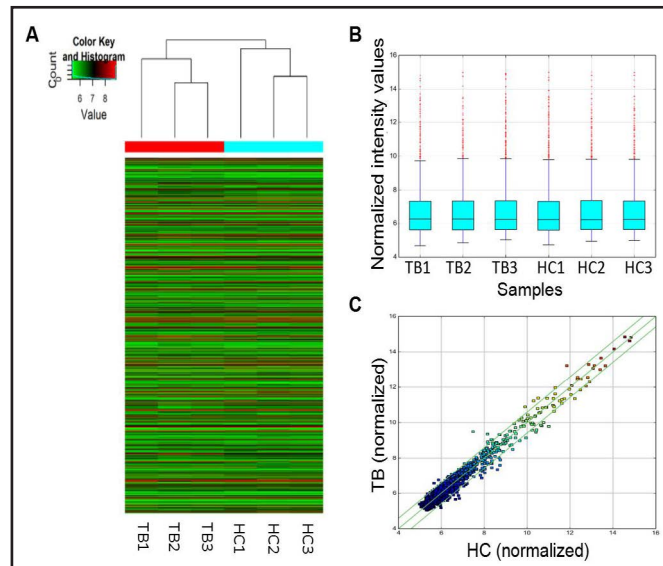 A
Color Key
and Histogram
Count
0
6 7 8
Value
TB1 TB2 TB3 HC1 HC2 HC3
B
Normalized intensity values
16
14
12
10
8
6
4
TB1 TB2 TB3 HC1 HC2 HC3
Samples
C
TB (normalized)
16
14
12
10
8
6
4
4 6 8 10 12 14 16
HC (normalized)